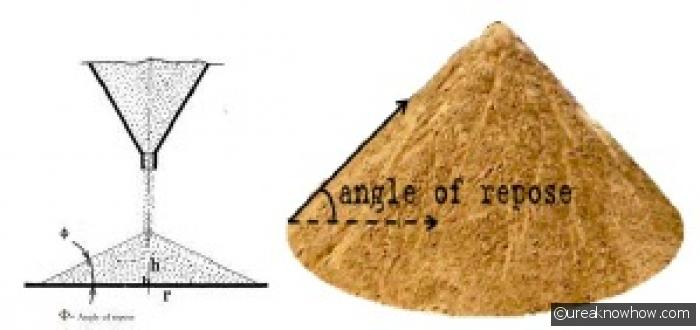 Φ
h
r
Φ= Angle of repose
angle of repose
©ureaknowhow.com